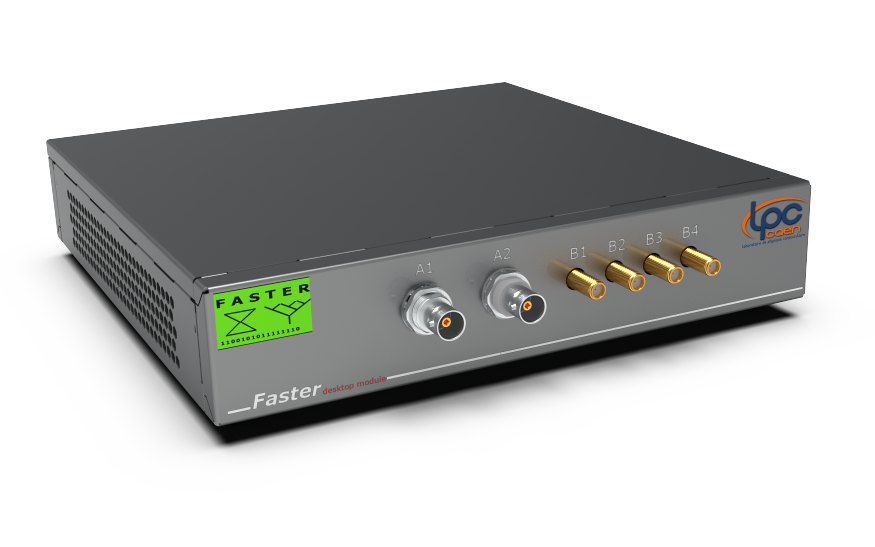 A1
A2
B1
B2
B3
B4
LPC
caen
FASTER
1100101011111110
Faster desktop module